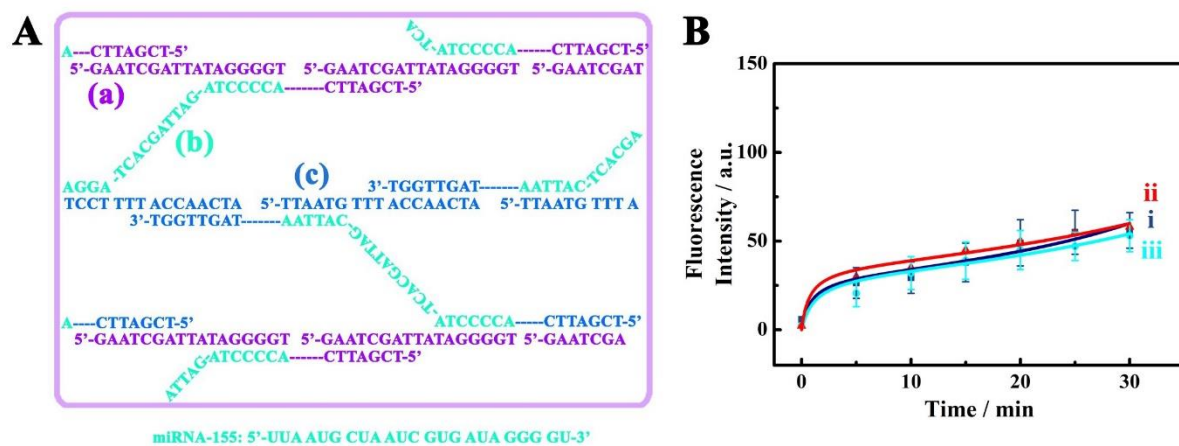 A
A---CTTAGCT-5'
TCA
ATCCCCA------CTTAGCT-5'
5'-GAATCGATTATAGGGGT 5'-GAATCGATTATAGGGGT 5'-GAATCGAT
(a)
ATCCCCA-------CTTAGCT-5'
-TCACGATTAG-
(b)
AGGA
(c)
3'-TGGTTGAT-------AATTAC-TCACGA
TCCT TTT ACCAACTA 5'-TTAATG TTT ACCAACTA 5'-TTAATG TTT A
3'-TGGTTGAT-------AATTAC
-TCACGATTAG-
A----CTTAGCT-5'
ATCCCCA-----CTTAGCT-5'
5'-GAATCGATTATAGGGGT 5'-GAATCGATTATAGGGGT 5'-GAATCGA
ATTAG-ATCCCCA-------CTTAGCT-5'
miRNA-155: 5'-UUA AUG CUA AUC GUG AUA GGG GU-3'
B
Fluorescence
Intensity / a.u.
150
100
50
0
ii
i
iii
0 10 20 30
Time / min